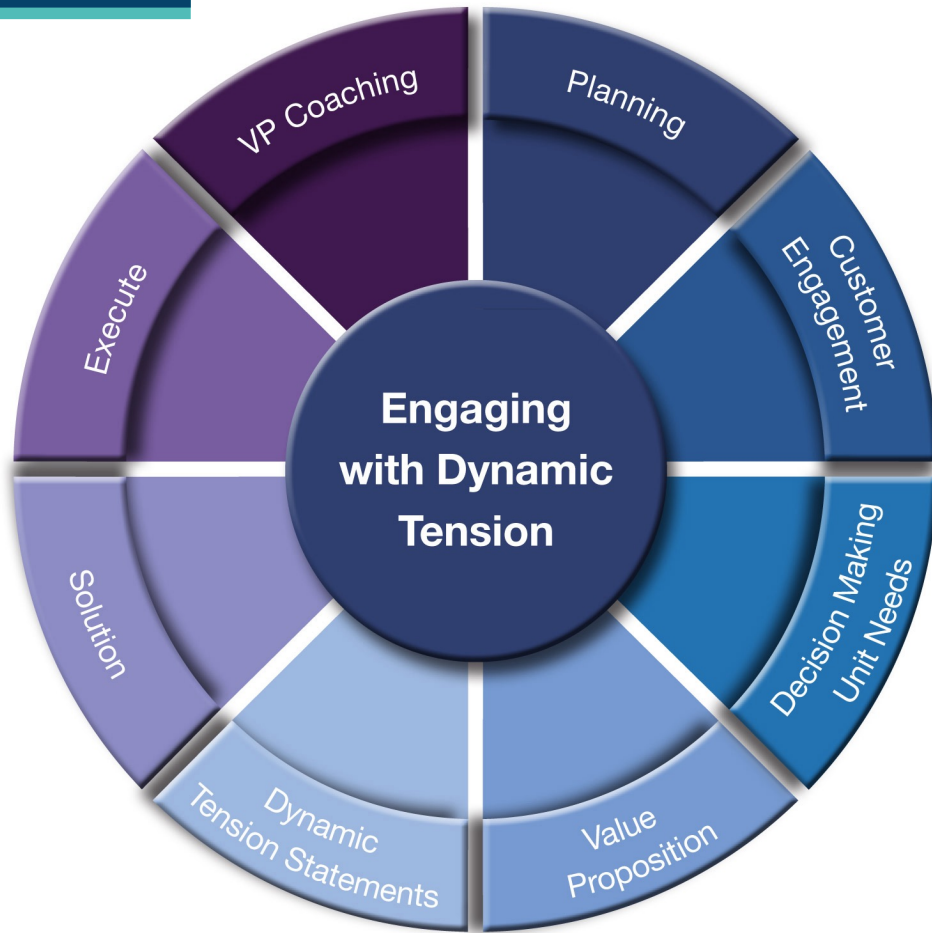 VP Coaching
Planning
Customer
Engagement
Decision Making
Unit Needs
Value
Proposition
Dynamic
Tension Statements
Solution
Execute
Engaging
with Dynamic
Tension